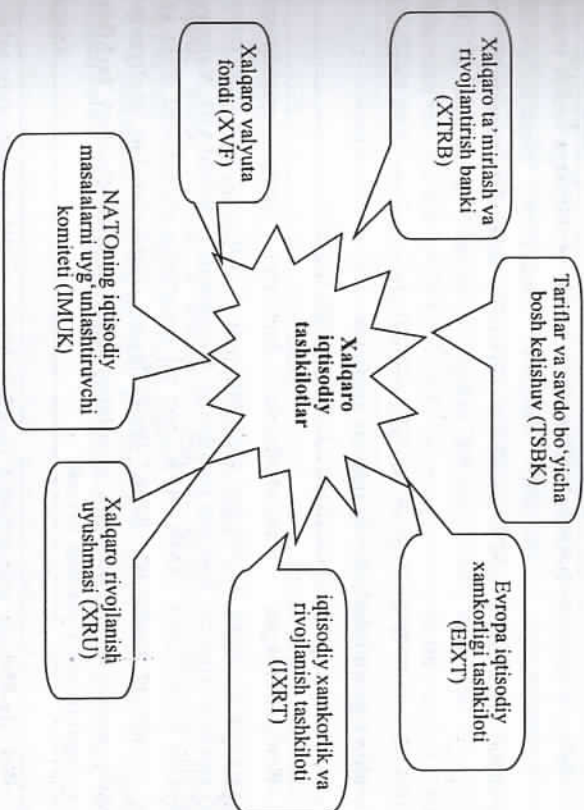 Tariflar va savdo bo‘yicha
bosh kelishuv (TSBK)
Xalqaro ta’mirlash va
rivojlantirish banki
(XTRB)
Evropa iqtisodiy
xamkorligi tashkiloti
(EIXT)
Xalqaro
iqtisodiy
tashkilotlar
Xalqaro valyuta
fondi (XVF)
iqtisodiy xamkorlik va
rivojlanish tashkiloti
(IXRT)
NATOning iqtisodiy
masalalarni uyg‘unlashtiruvchi
komiteti (IMUK)
Xalqaro rivojlanish
uyushmasi (XRU)